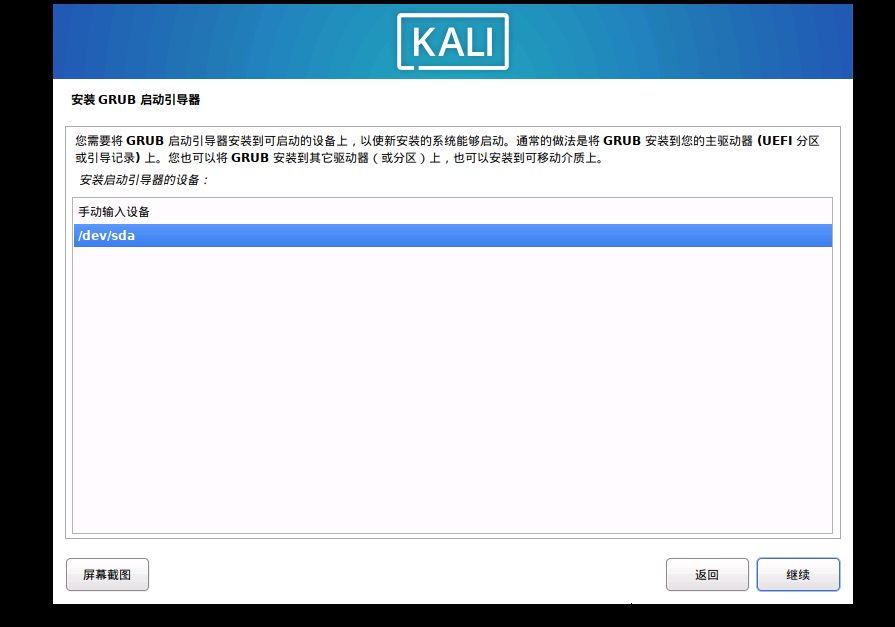 KALI
安装 GRUB 启动引导器
您需要将 GRUB 启动引导器安装到可启动的设备上，以使新安装的系统能够启动。通常的做法是将 GRUB 安装到您的主驱动器 (UEFI 分区
或引导记录) 上。您也可以将 GRUB 安装到其它驱动器（或分区）上，也可以安装到可移动介质上。
安装启动引导器的设备：
手动输入设备
/dev/sda
屏幕截图
返回
继续